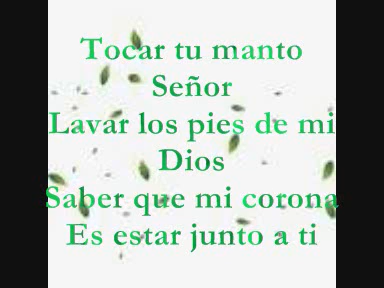 Tocar tu manto
Señor
Lavar los pies de mi
Dios
Saber que mi corona
Es estar junto a ti